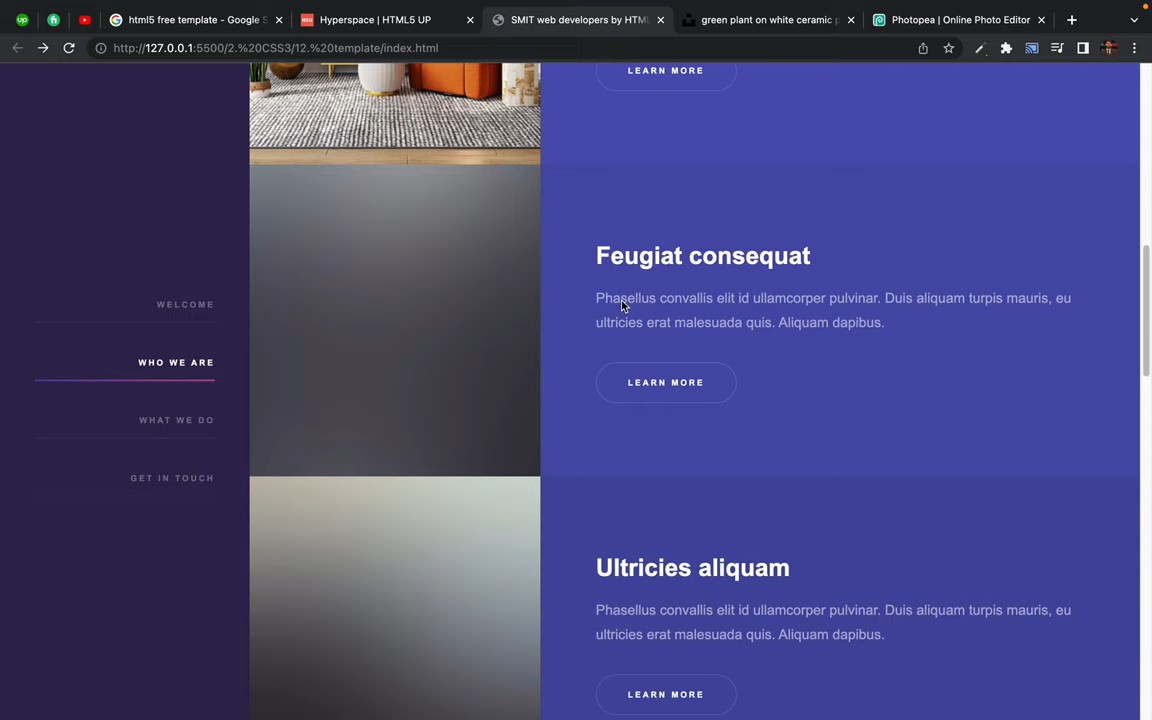 html5 free template - Google S
Hyperspace | HTML5 UP
SMIT web developers by HTML
green plant on white ceramic p
Photopea | Online Photo Editor
http://127.0.0.1:5500/2.%20CSS3/12.%20template/index.html
LEARN MORE
WELCOME
WHO WE ARE
WHAT WE DO
GET IN TOUCH
Feugiat consequat
Phasellus convallis elit id ullamcorper pulvinar. Duis aliquam turpis mauris, eu
ultricies erat malesuada quis. Aliquam dapibus.
LEARN MORE
Ultricies aliquam
Phasellus convallis elit id ullamcorper pulvinar. Duis aliquam turpis mauris, eu
ultricies erat malesuada quis. Aliquam dapibus.
LEARN MORE